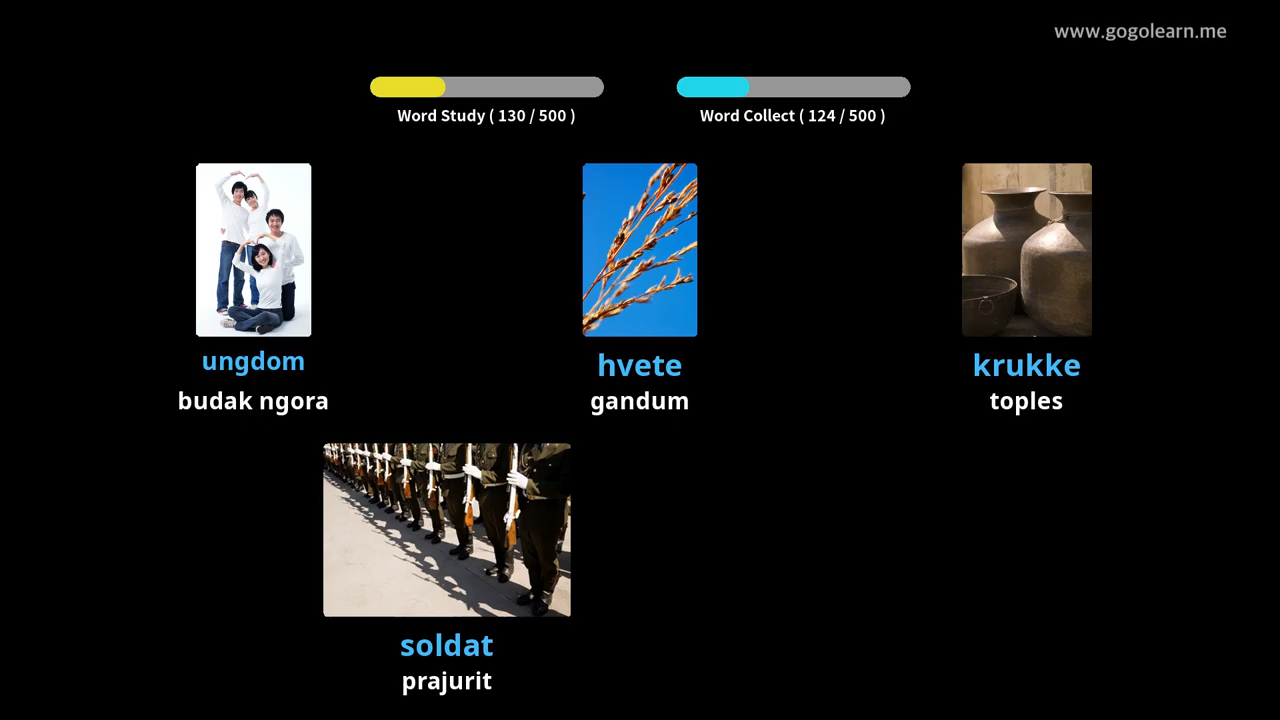 www.gogolearn.me
Word Study ( 130 / 500 )
Word Collect ( 124 / 500 )
ungdom
budak ngora
hvete
gandum
krukke
toples
soldat
prajurit